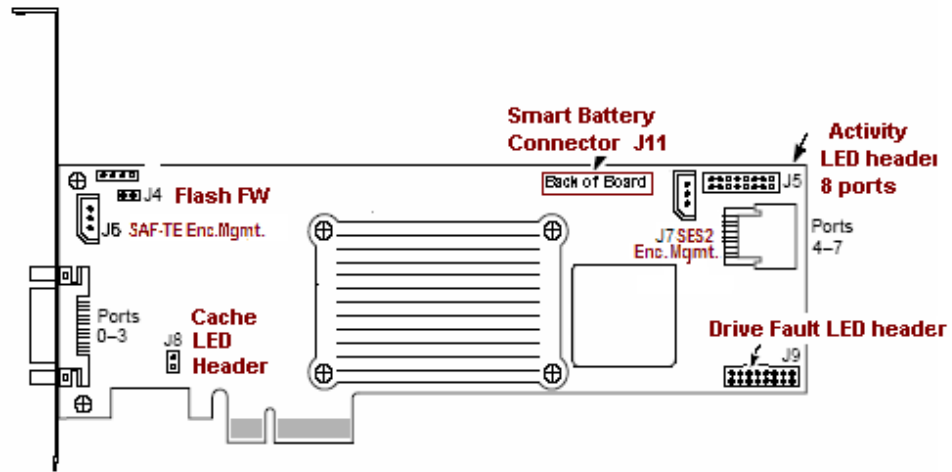 Smart Battery
Connector J11
Activity
LED header
8 ports
Back of Board
J4 Flash FW
J5
J6 SAF-TE Enc.Mgmt.
J7 SES2
Enc.Mgmt.
Ports
4–7
Ports
0–3
J8
Cache
LED
Header
Drive Fault LED header
J9